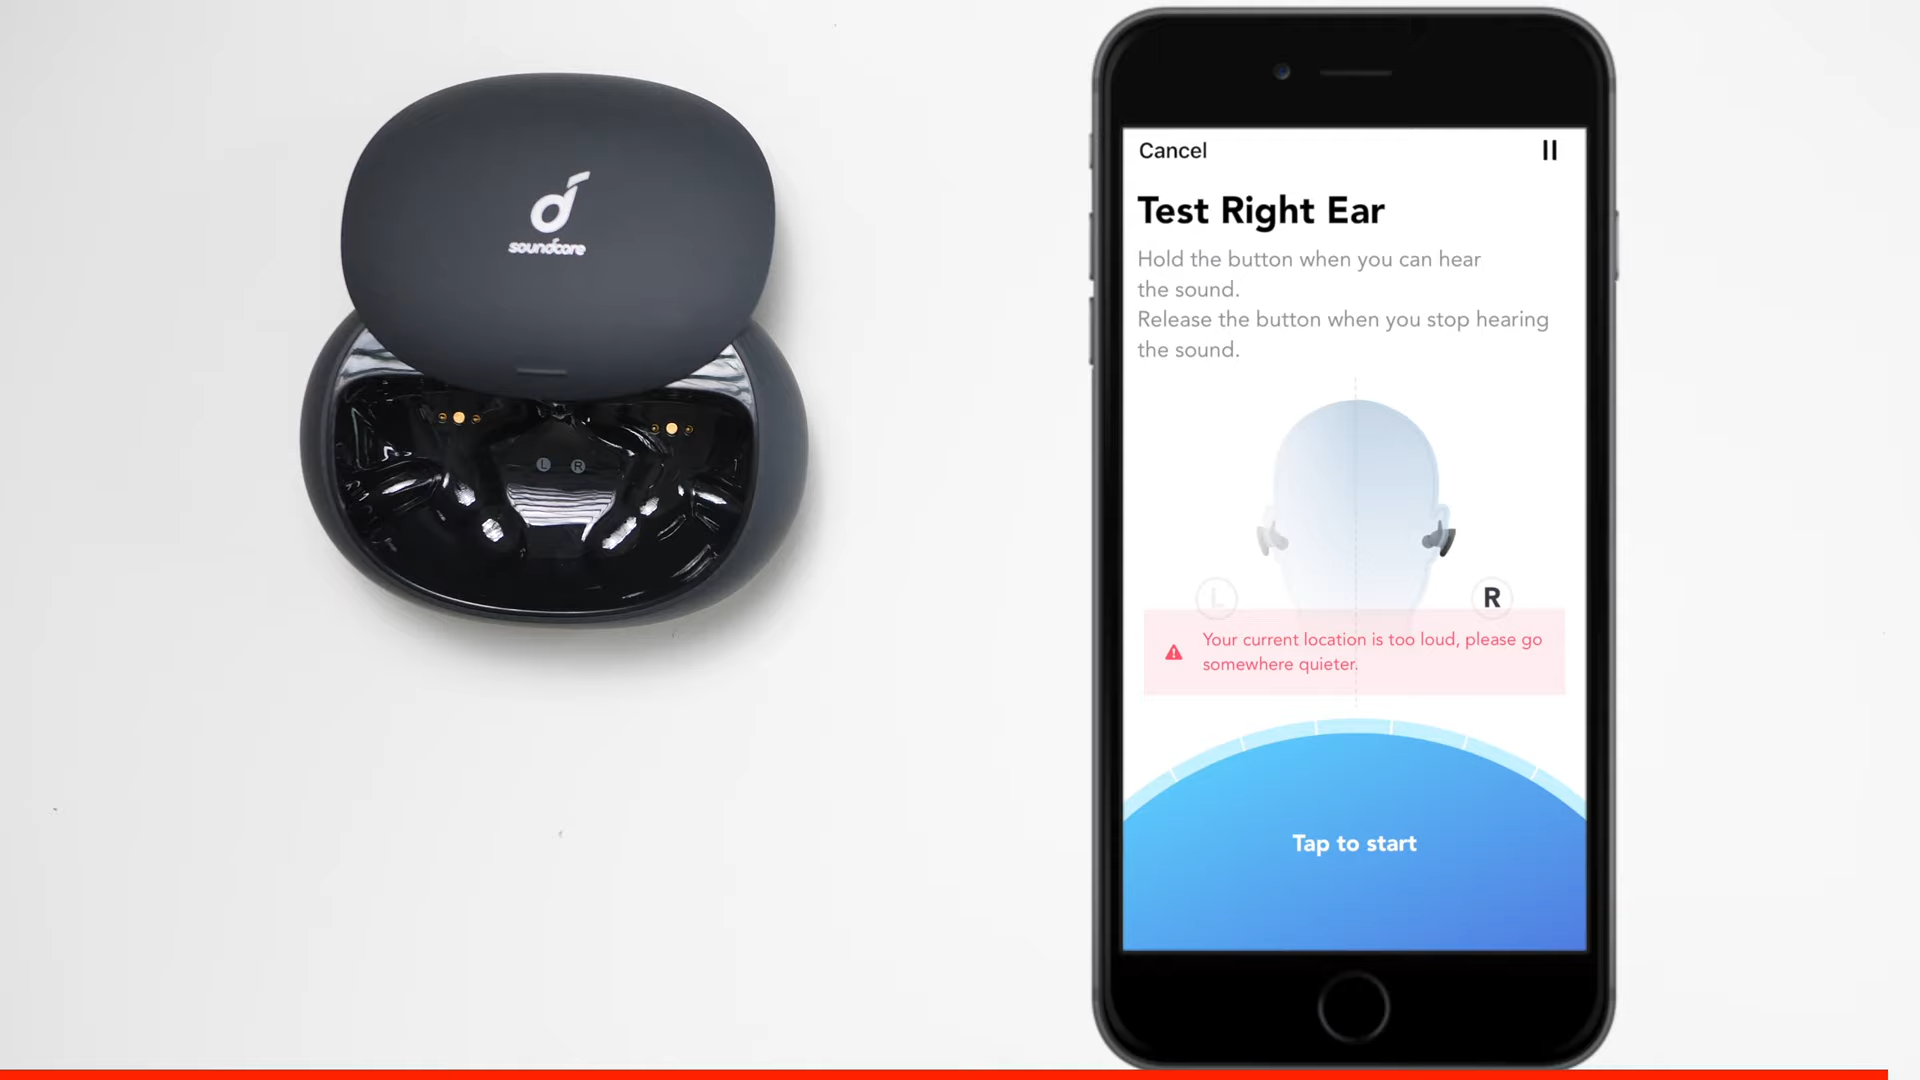 soundcore
L R
Cancel
Test Right Ear
Hold the button when you can hear
the sound.
Release the button when you stop hearing
the sound.
L
R
Your current location is too loud, please go
somewhere quieter.
Tap to start